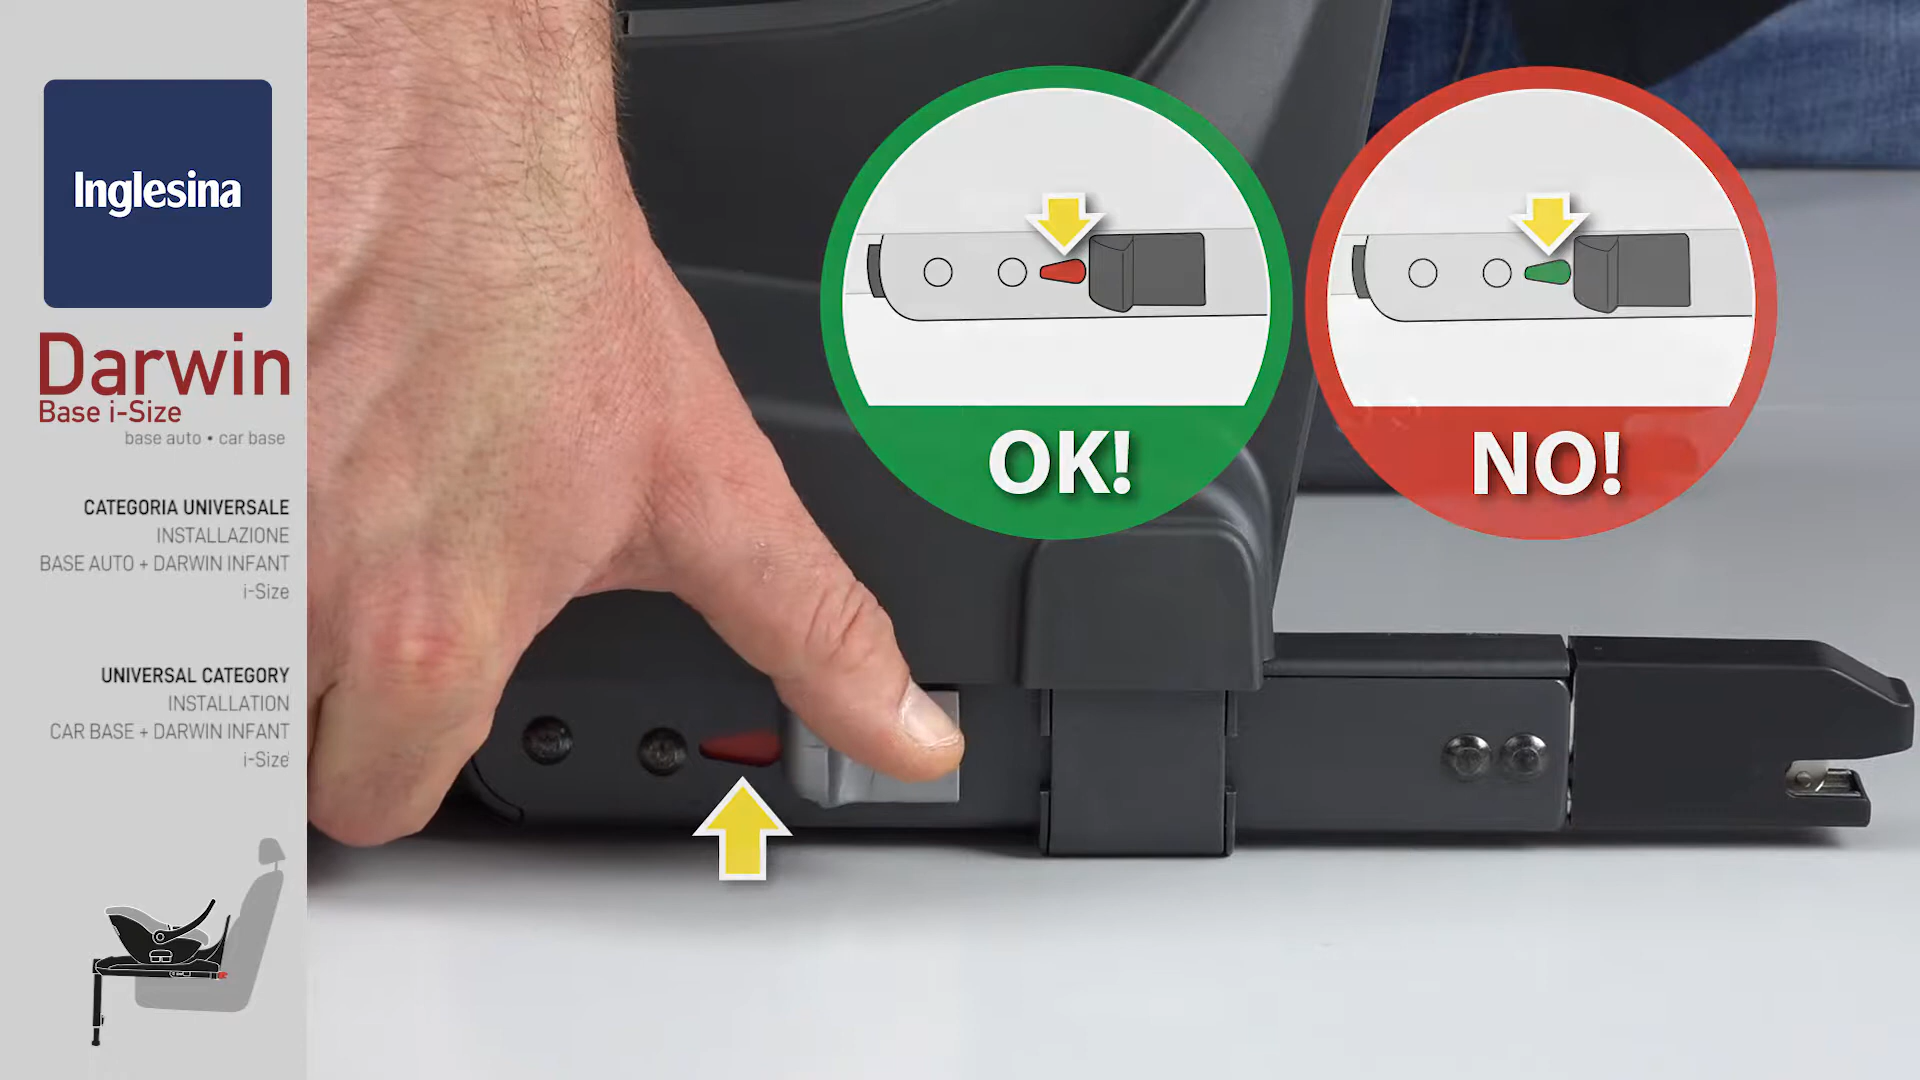 Inglesina
Darwin
Base i-Size
base auto • car base
CATEGORIA UNIVERSALE
INSTALLAZIONE
BASE AUTO + DARWIN INFANT
i-Size
UNIVERSAL CATEGORY
INSTALLATION
CAR BASE + DARWIN INFANT
i-Size
OK!
NO!